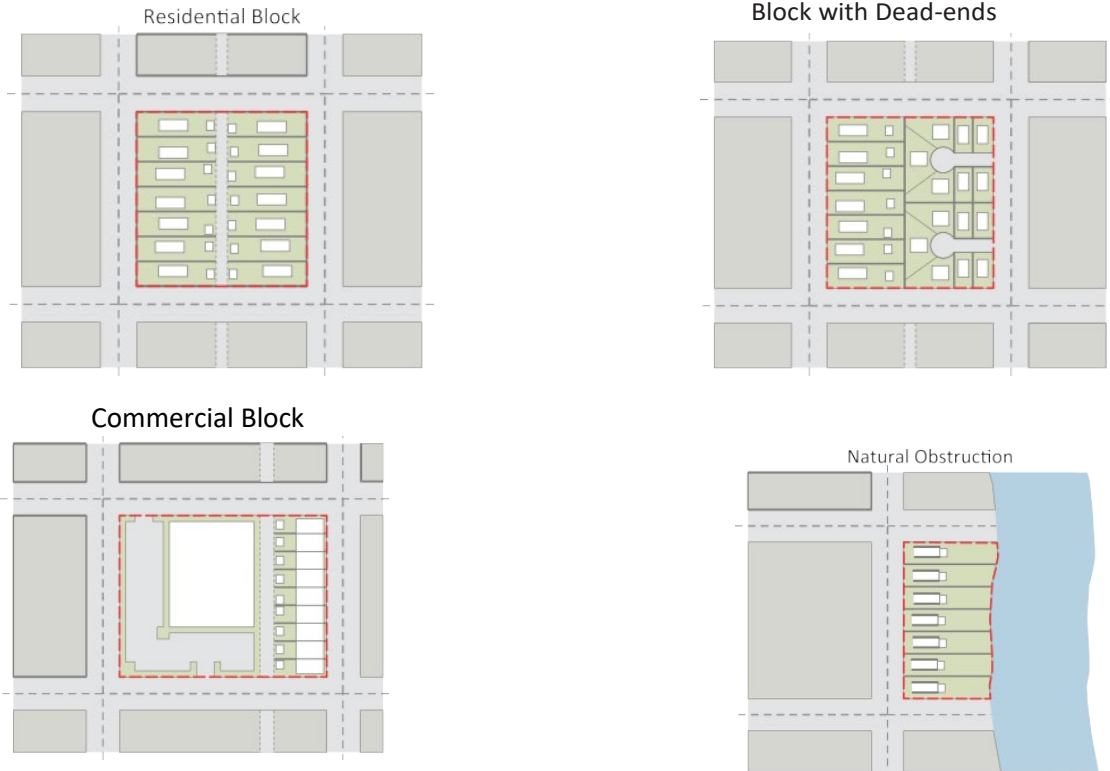 Residential Block
Block with Dead-ends
Commercial Block
Natural Obstruction